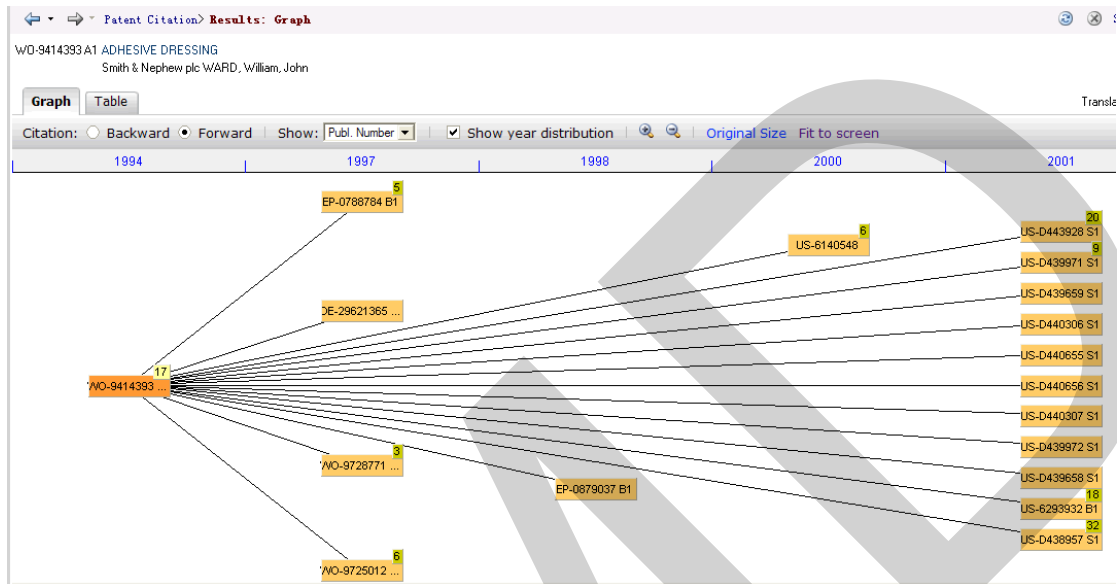 Patent Citation> Results: Graph
WO-9414393 A1 ADHESIVE DRESSING
Smith & Nephew plc WARD, William, John
Graph Table
Citation: Backward Forward Show: Publ. Number Show year distribution Original Size Fit to screen
1994 1997 1998 2000 2001
5
EP-0788784 B1
20
US-D443928 S1
6
US-6140548
9
US-D439971 S1
US-D439659 S1
DE-29621365 ...
US-D440306 S1
US-D440655 S1
17
WO-9414393 ...
US-D440656 S1
US-D440307 S1
US-D439972 S1
3
WO-9728771 ...
US-D439658 S1
EP-0879037 B1
18
US-6293932 B1
32
US-D438957 S1
6
WO-9725012 ...